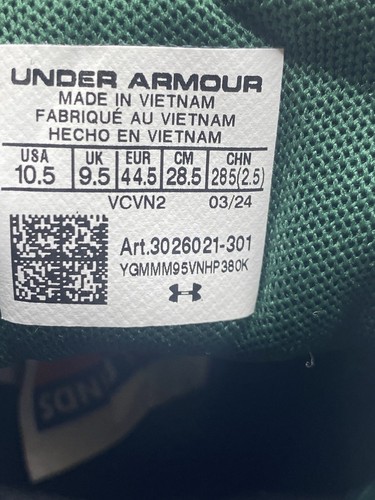 UNDER ARMOUR
MADE IN VIETNAM
FABRIQUÉ AU VIETNAM
HECHO EN VIETNAM
USA UK EUR CM CHN
10.5 9.5 44.5 28.5 285(2.5)
VCVN2 03/24
Art.3026021-301
YGMMM95VNHP380K